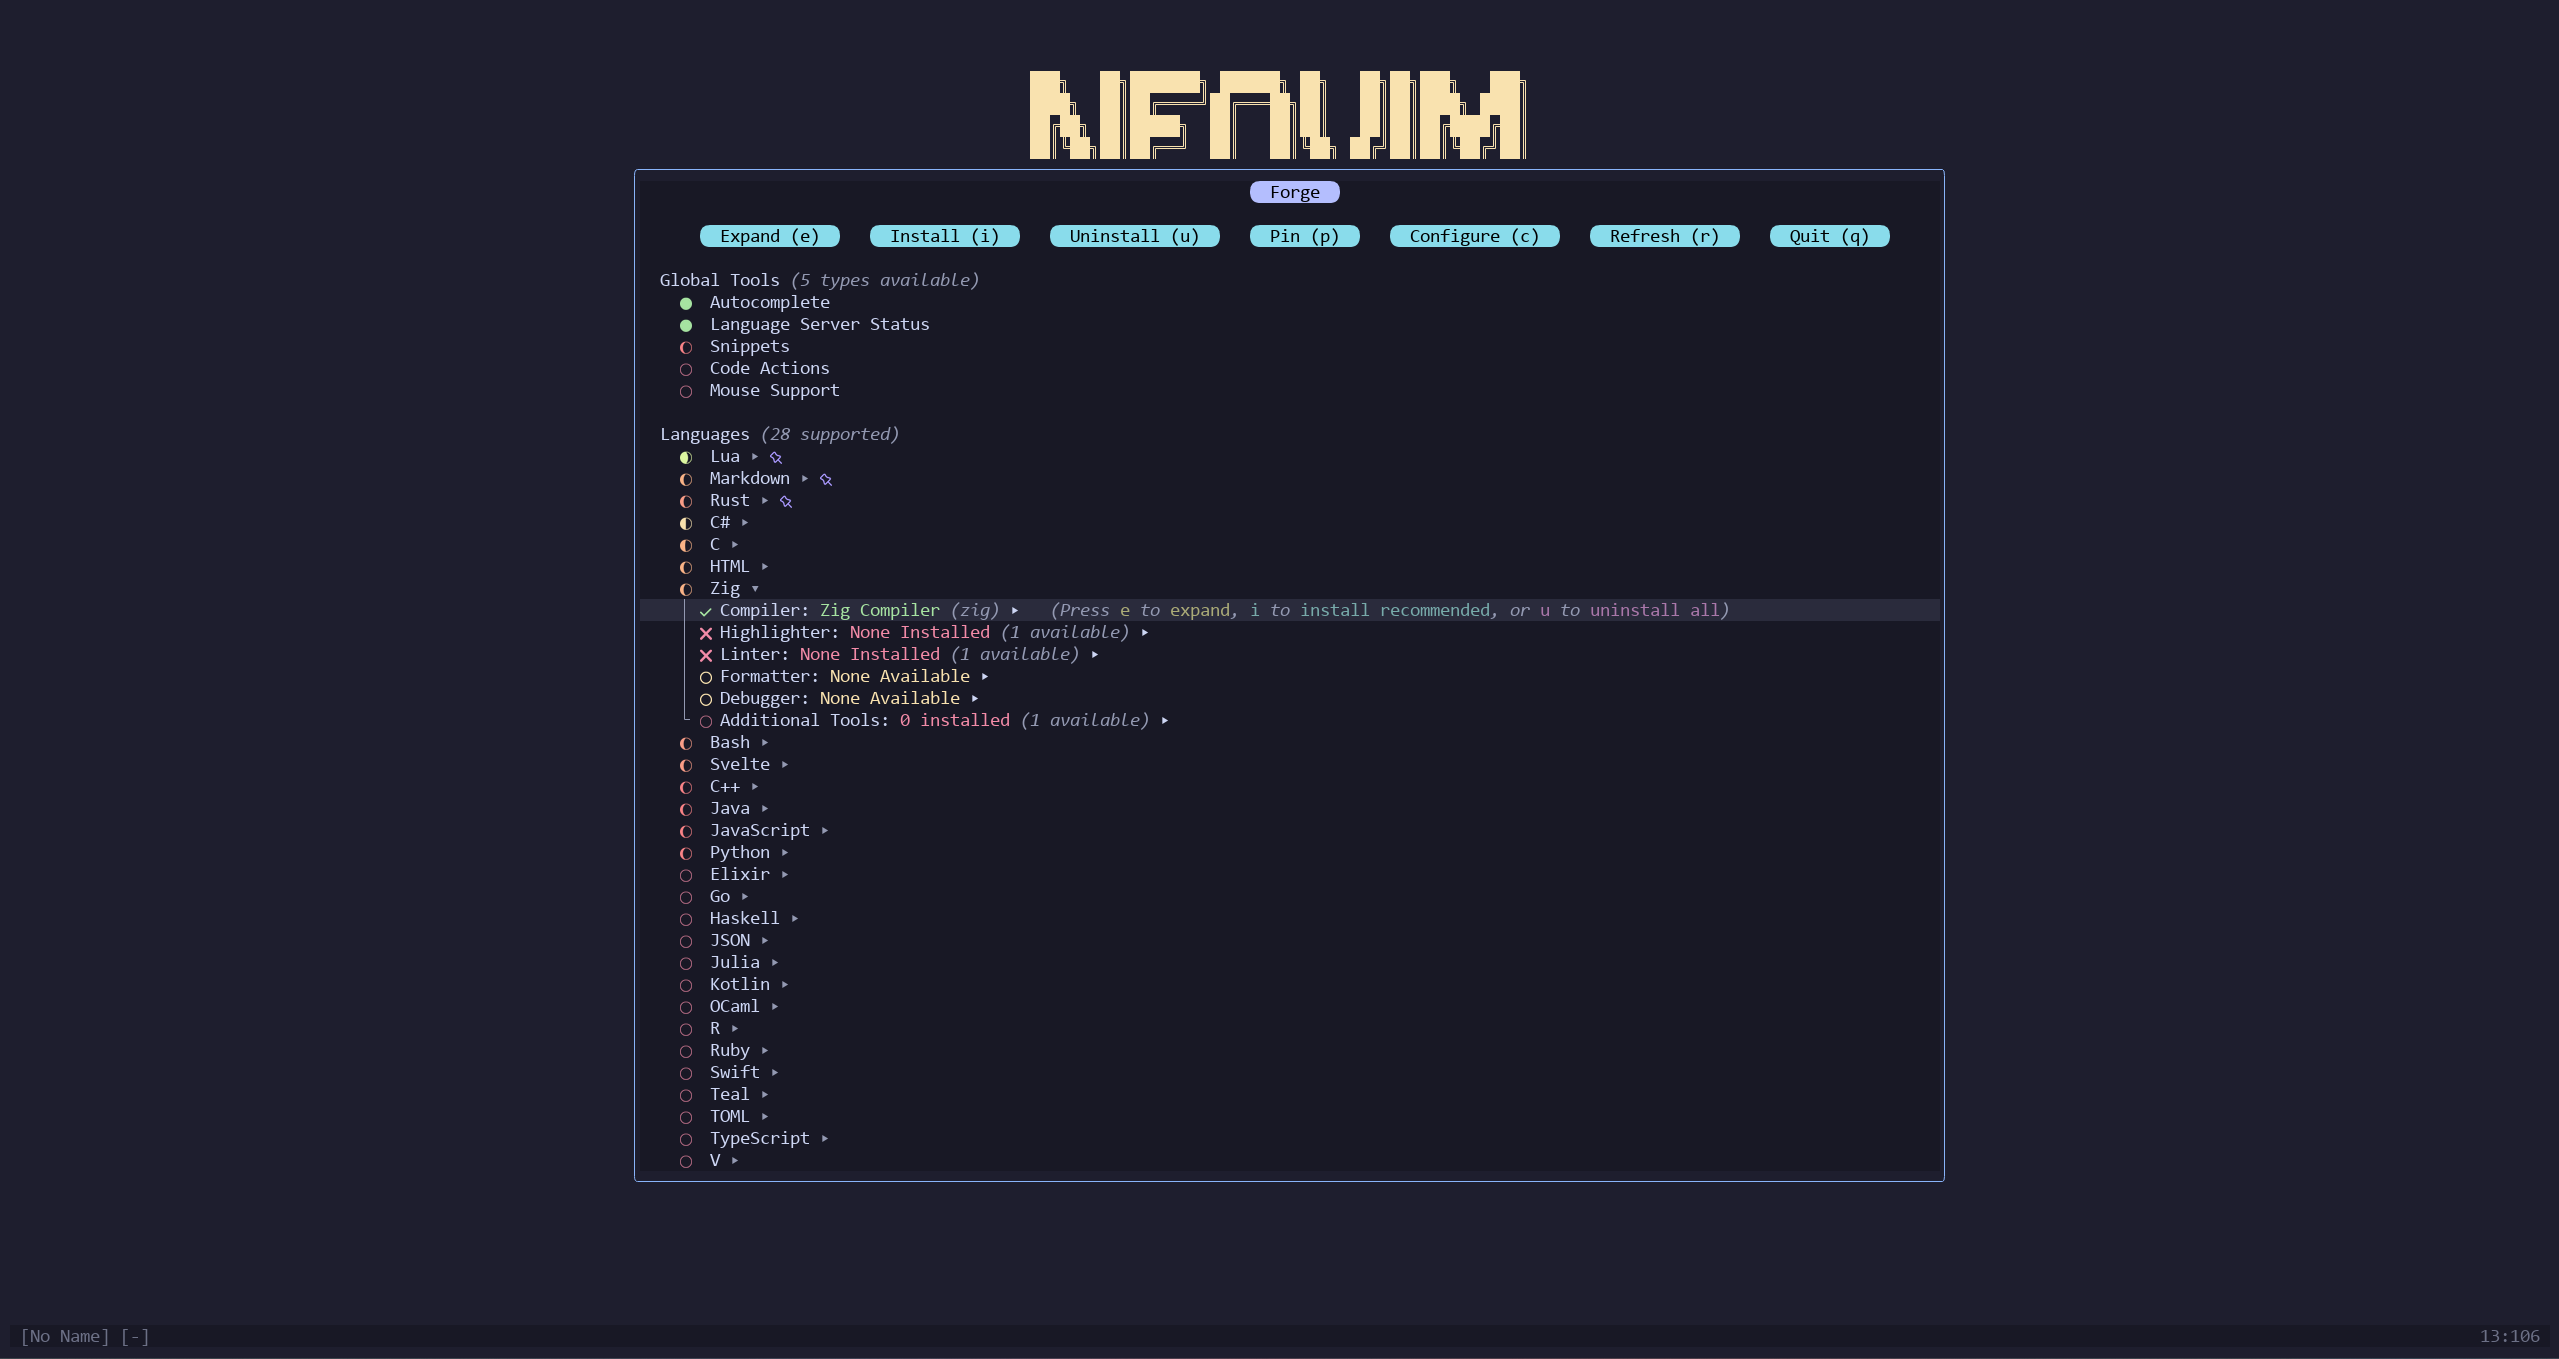 NEOVIM
Forge
Expand (e) Install (i) Uninstall (u) Pin (p) Configure (c) Refresh (r) Quit (q)
Global Tools (5 types available)
Autocomplete
Language Server Status
Snippets
Code Actions
Mouse Support
Languages (28 supported)
Lua
Markdown
Rust
C#
C
HTML
Zig
Compiler: Zig Compiler (zig) (Press e to expand, i to install recommended, or u to uninstall all)
Highlighter: None Installed (1 available)
Linter: None Installed (1 available)
Formatter: None Available
Debugger: None Available
Additional Tools: 0 installed (1 available)
Bash
Svelte
C++
Java
JavaScript
Python
Elixir
Go
Haskell
JSON
Julia
Kotlin
OCaml
R
Ruby
Swift
Teal
TOML
TypeScript
V
[No Name] [-] 13:106